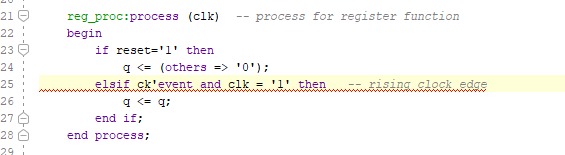 21 reg_proc:process (clk)  -- process for register function
22 begin
23     if reset='1' then
24         q <= (others => '0');
25     elsif ck'event and clk = '1' then   -- rising clock edge
26         q <= q;
27     end if;
28 end process;
29